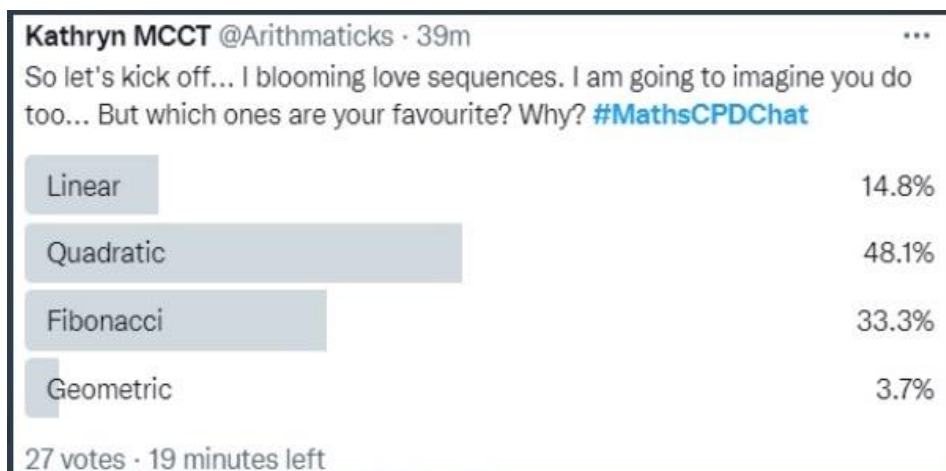 Kathryn MCCT @Arithmaticks · 39m ...
So let's kick off... I blooming love sequences. I am going to imagine you do
too... But which ones are your favourite? Why? #MathsCPDChat
Linear 14.8%
Quadratic 48.1%
Fibonacci 33.3%
Geometric 3.7%
27 votes · 19 minutes left